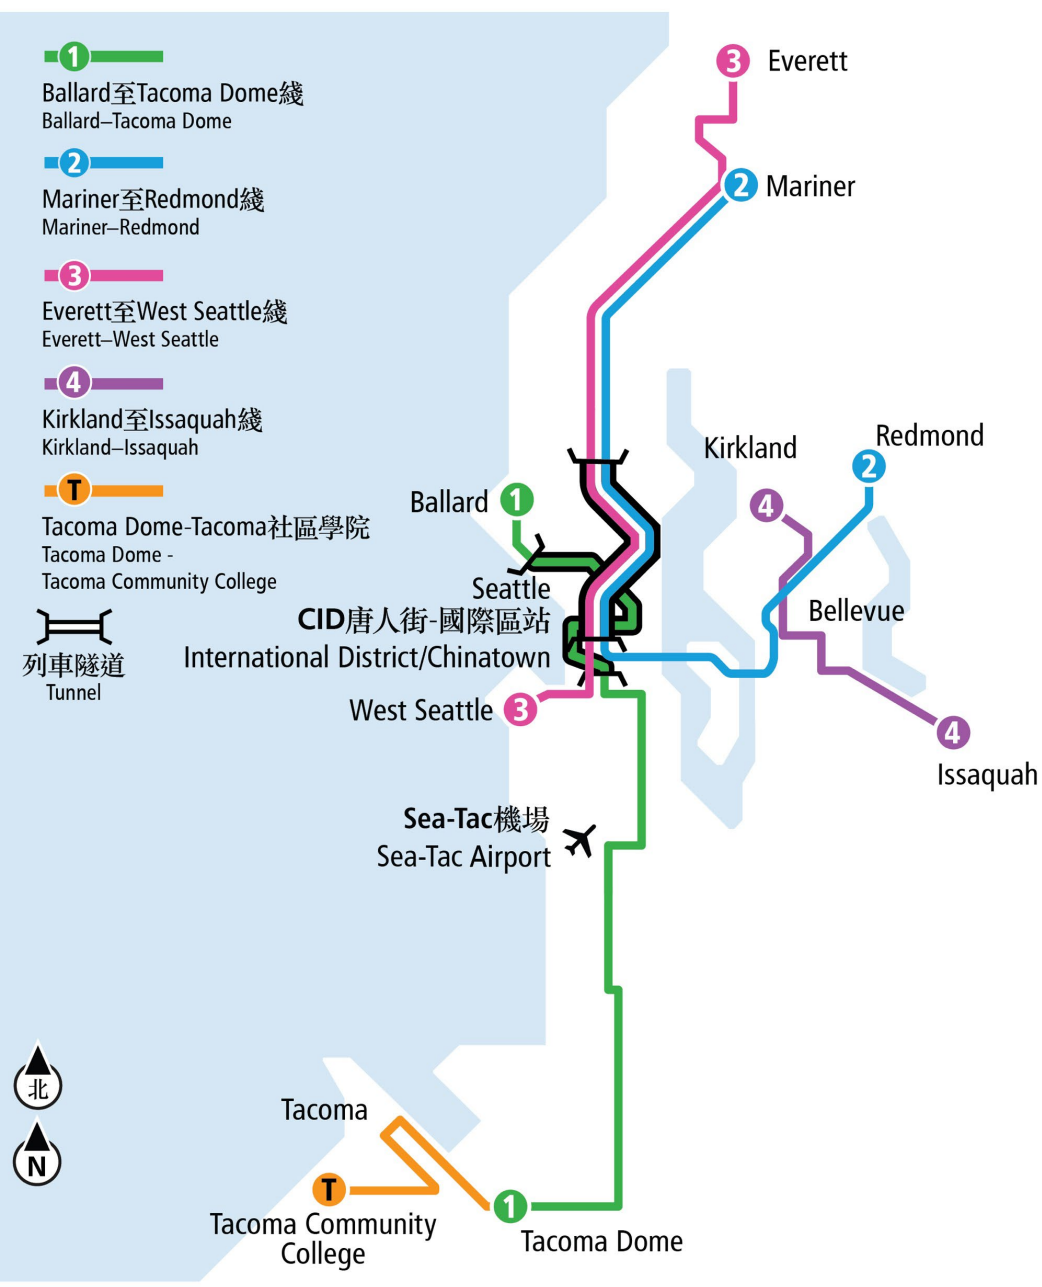 1
Ballard至Tacoma Dome綫
Ballard–Tacoma Dome
2
Mariner至Redmond綫
Mariner–Redmond
3
Everett至West Seattle綫
Everett–West Seattle
4
Kirkland至Issaquah綫
Kirkland–Issaquah
T
Tacoma Dome-Tacoma社區學院
Tacoma Dome -
Tacoma Community College
列車隧道
Tunnel
3 Everett
2 Mariner
Redmond
2
Kirkland
4
Ballard 1
Seattle
CID唐人街-國際區站
International District/Chinatown
Bellevue
West Seattle 3
4
Issaquah
Sea-Tac機場
Sea-Tac Airport
北
N
Tacoma
T
Tacoma Community
College
1
Tacoma Dome